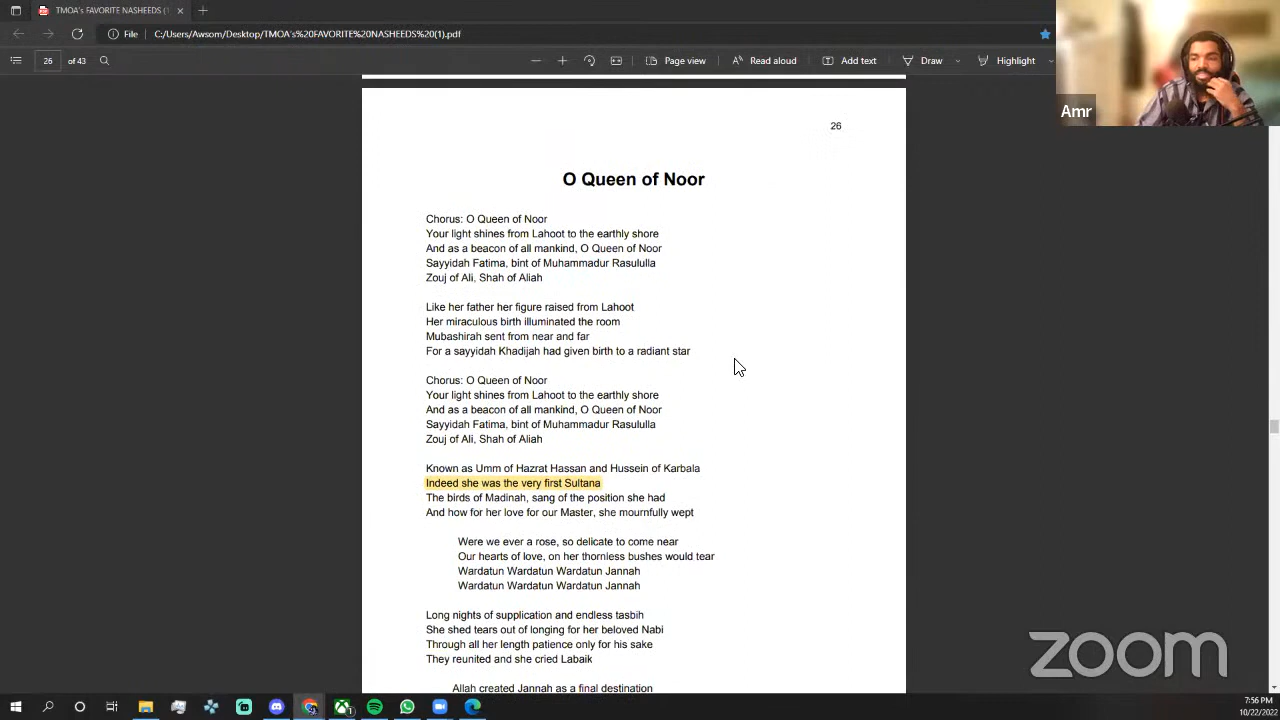 TMOA's FAVORITE NASHEEDS (1
File
C:/Users/Awsom/Desktop/TMOA's%20FAVORITE%20NASHEEDS%20(1).pdf
26 of 43
Page view
Read aloud
Add text
Draw
Highlight
Amr
26
O Queen of Noor
Chorus: O Queen of Noor
Your light shines from Lahoot to the earthly shore
And as a beacon of all mankind, O Queen of Noor
Sayyidah Fatima, bint of Muhammadur Rasululla
Zouj of Ali, Shah of Aliah
Like her father her figure raised from Lahoot
Her miraculous birth illuminated the room
Mubashirah sent from near and far
For a sayyidah Khadijah had given birth to a radiant star
Chorus: O Queen of Noor
Your light shines from Lahoot to the earthly shore
And as a beacon of all mankind, O Queen of Noor
Sayyidah Fatima, bint of Muhammadur Rasululla
Zouj of Ali, Shah of Aliah
Known as Umm of Hazrat Hassan and Hussein of Karbala
Indeed she was the very first Sultana
The birds of Madinah, sang of the position she had
And how for her love for our Master, she mournfully wept
Were we ever a rose, so delicate to come near
Our hearts of love, on her thornless bushes would tear
Wardatun Wardatun Wardatun Jannah
Wardatun Wardatun Wardatun Jannah
Long nights of supplication and endless tasbih
She shed tears out of longing for her beloved Nabi
Through all her length patience only for his sake
They reunited and she cried Labaik
Allah created Jannah as a final destination
zoom
7:56 PM
10/22/2022